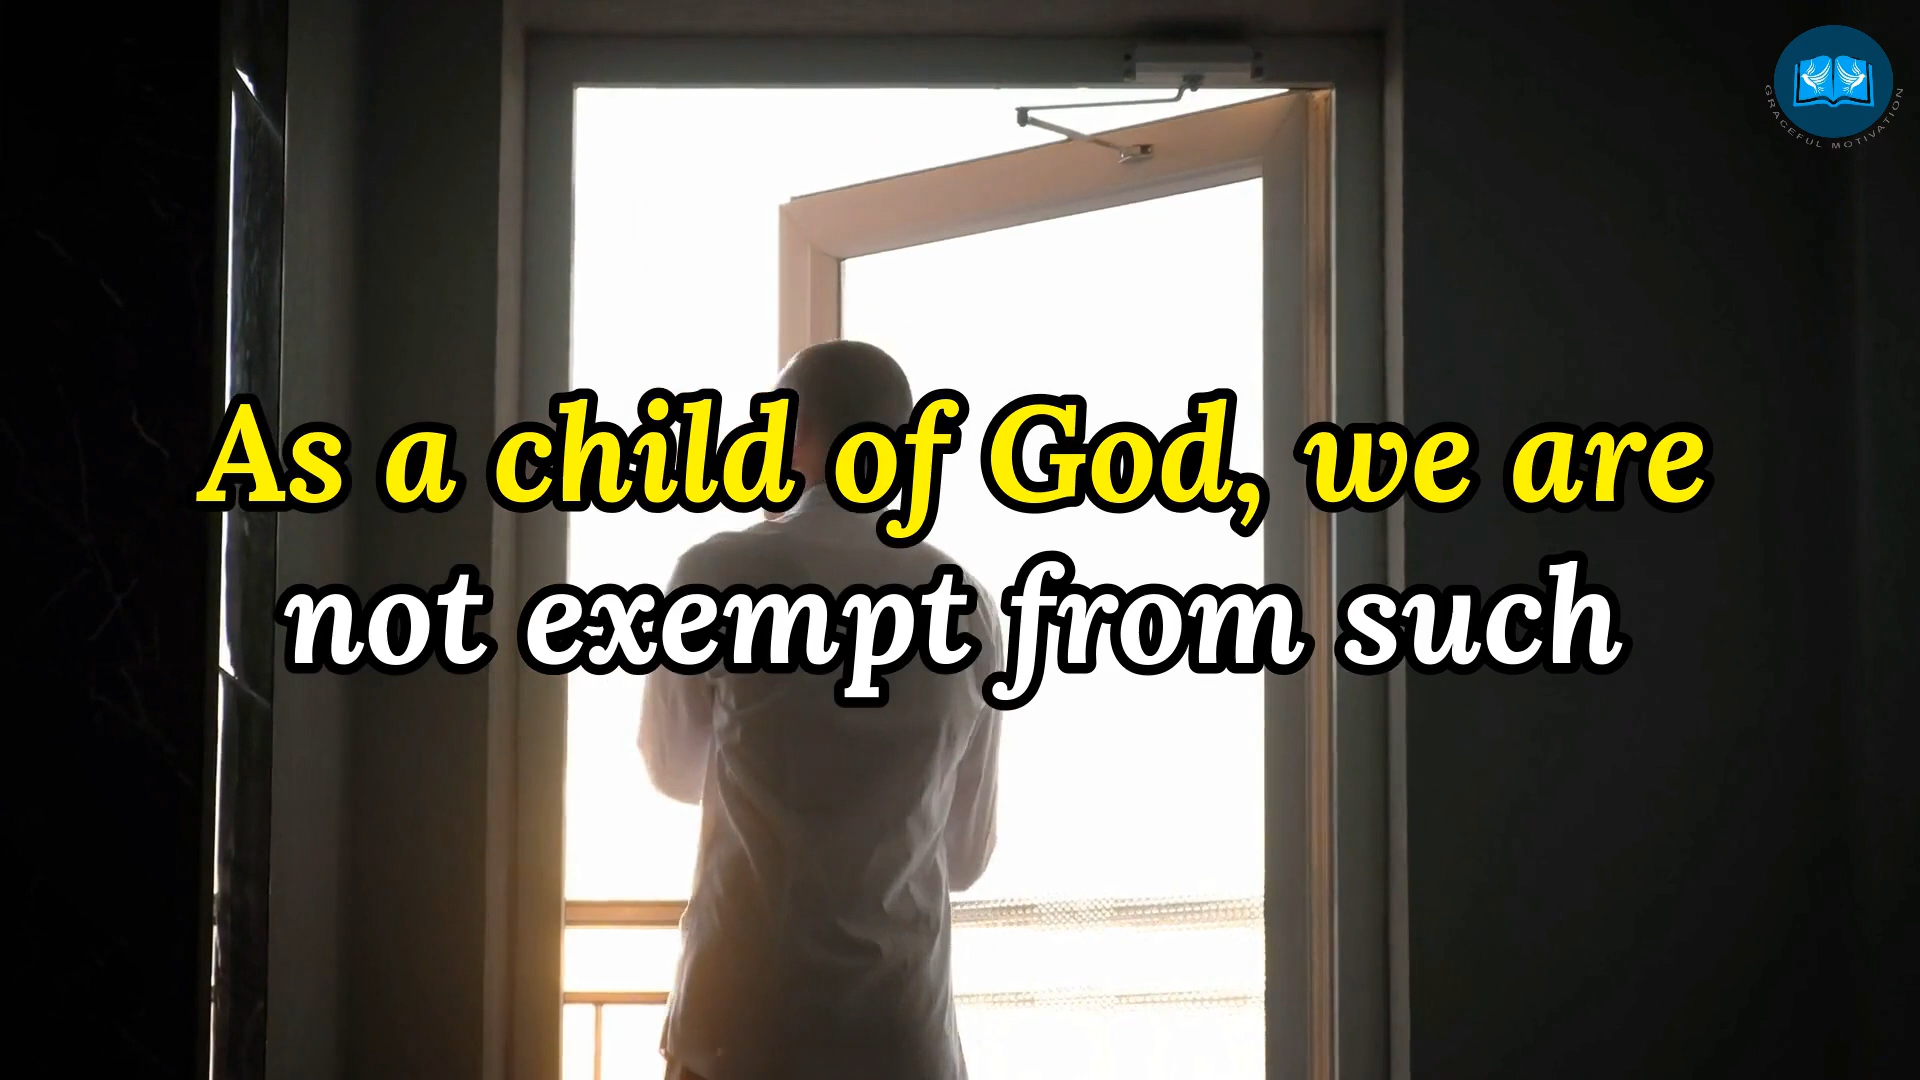 GRACEFUL MOTIVATION
As a child of God, we are
not exempt from such